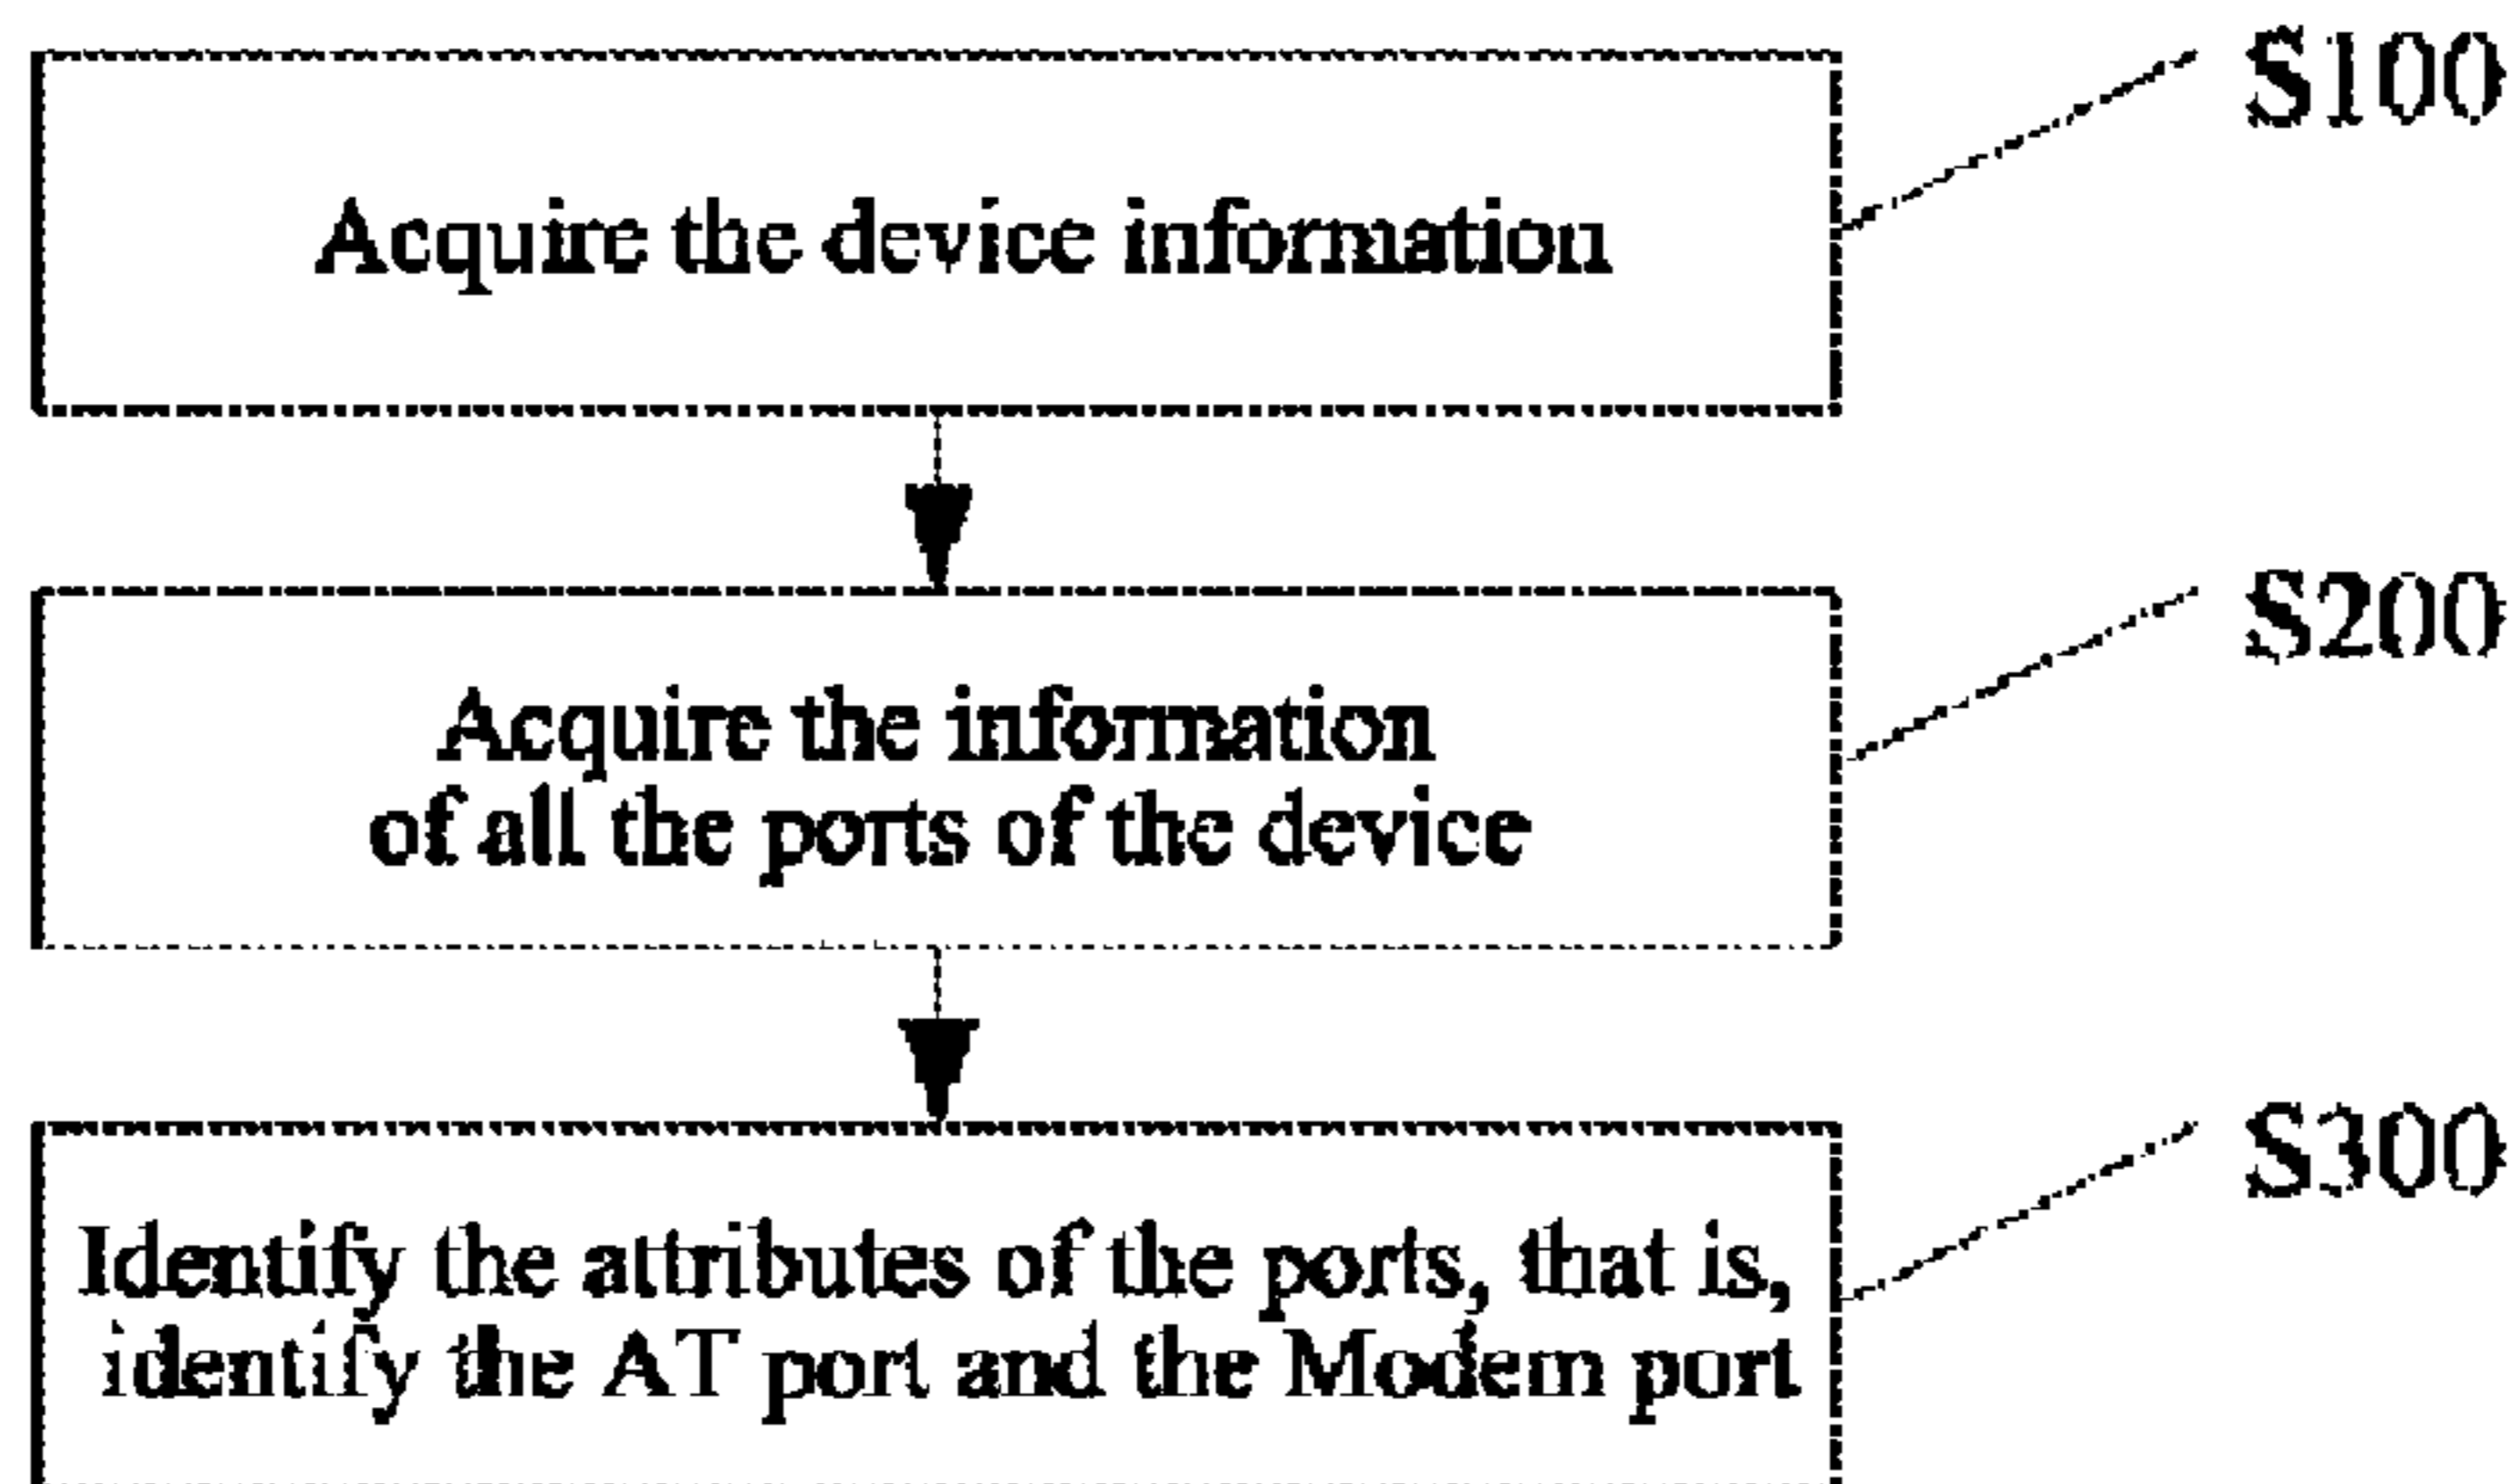 S100
Acquire the device information
S200
Acquire the information
of all the ports of the device
S300
Identify the attributes of the ports, that is,
identify the AT port and the Modem port